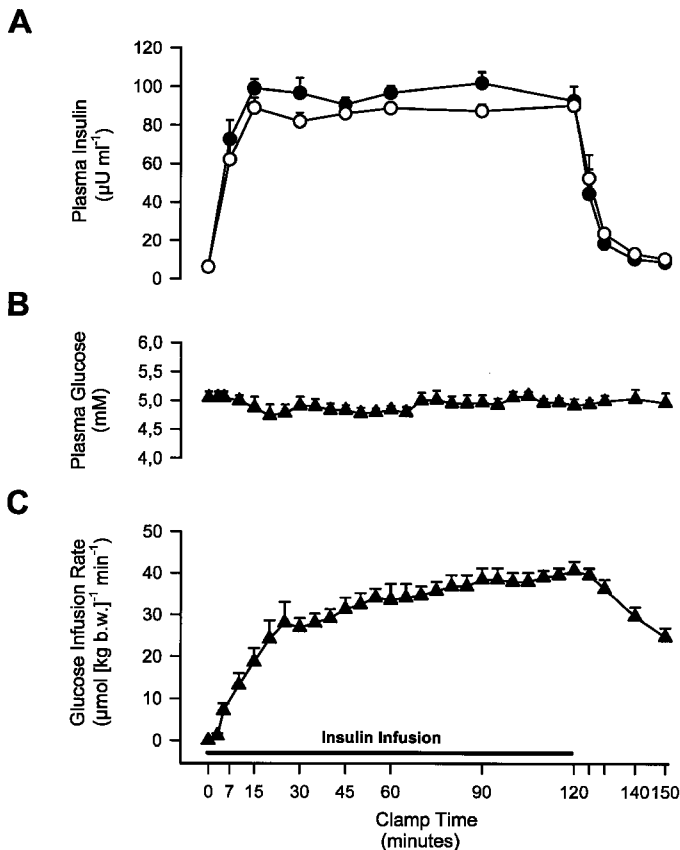 A
Plasma Insulin
(µU ml⁻¹)
120
100
80
60
40
20
0
B
Plasma Glucose
(mM)
6,0
5,5
5,0
4,5
4,0
C
Glucose Infusion Rate
(µmol [kg b.w.]⁻¹ min⁻¹)
50
40
30
20
10
0
Insulin Infusion
0 7 15 30 45 60 90 120 140 150
Clamp Time
(minutes)